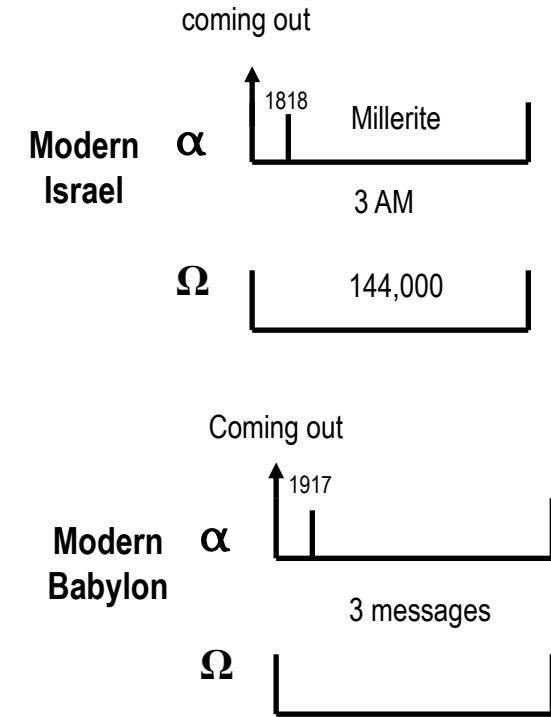 coming out
1818
Millerite
Modern
Israel
α
3 AM
Ω
144,000
Coming out
1917
Modern
Babylon
α
3 messages
Ω